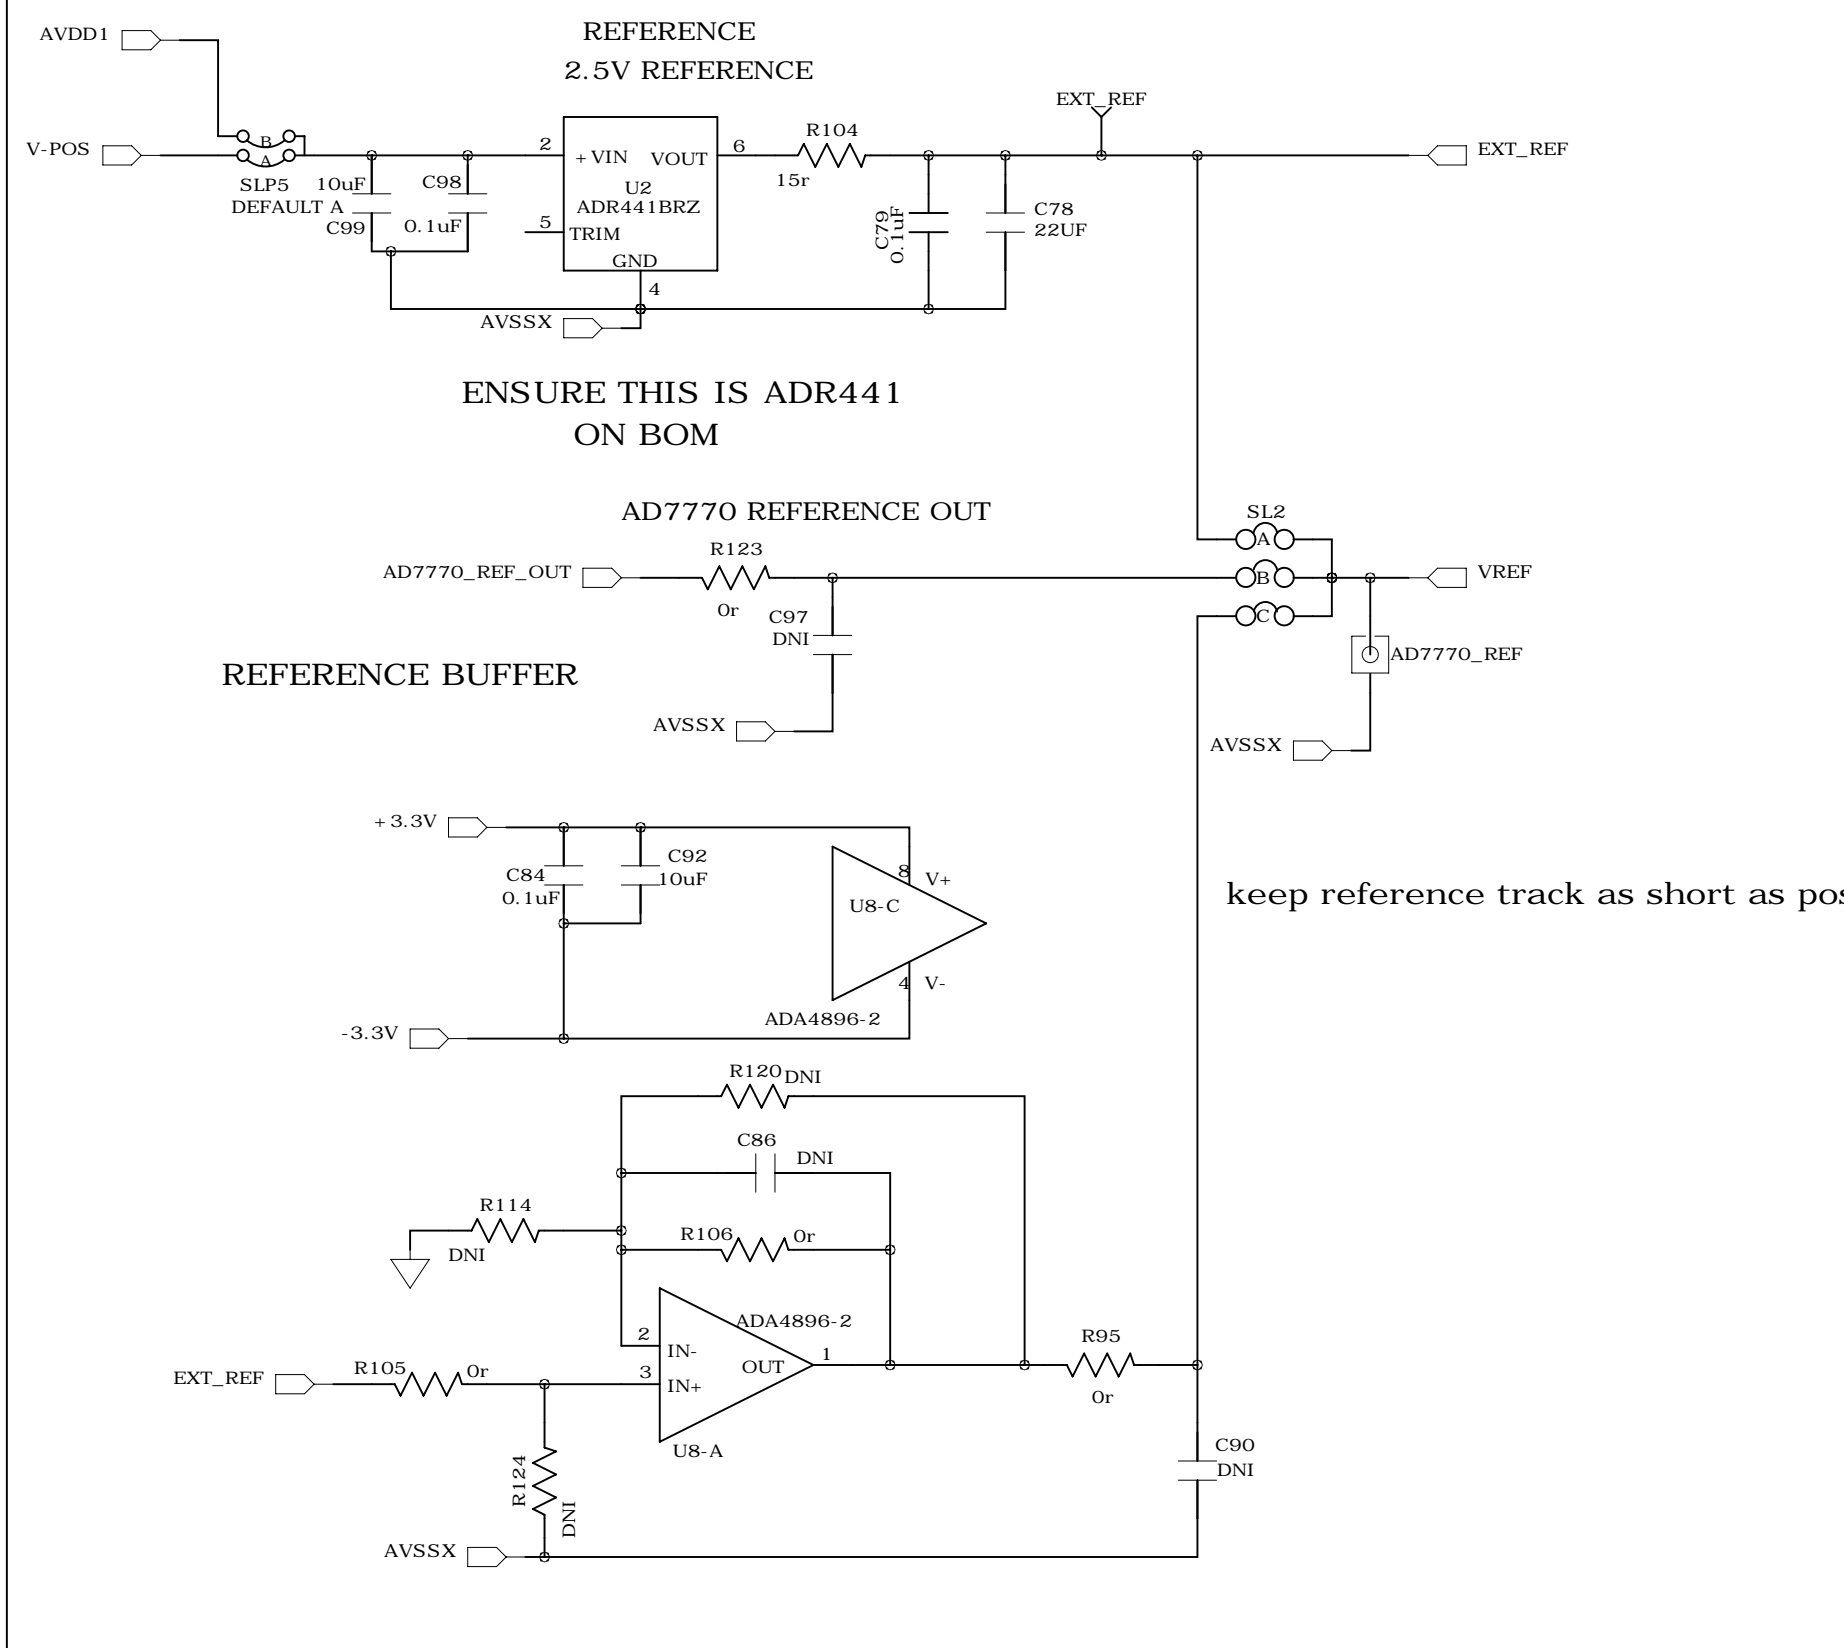 REFERENCE
2.5V REFERENCE
AVDD1
V-POS
B
A
SLP5
DEFAULT A
10uF
C99
C98
0.1uF
2
+VIN
VOUT
6
U2
ADR441BRZ
5
TRIM
GND
4
AVSSX
R104
15r
C79
0.1uF
C78
22UF
EXT_REF
EXT_REF
ENSURE THIS IS ADR441
ON BOM
AD7770 REFERENCE OUT
AD7770_REF_OUT
R123
0r
C97
DNI
AVSSX
SL2
A
B
C
VREF
AD7770_REF
AVSSX
REFERENCE BUFFER
+3.3V
C84
0.1uF
C92
10uF
8
V+
U8-C
4
V-
ADA4896-2
-3.3V
keep reference track as short as pos
R120
DNI
C86
DNI
R114
DNI
R106
0r
ADA4896-2
2
IN-
3
IN+
OUT
1
U8-A
EXT_REF
R105
0r
R124
DNI
AVSSX
R95
0r
C90
DNI